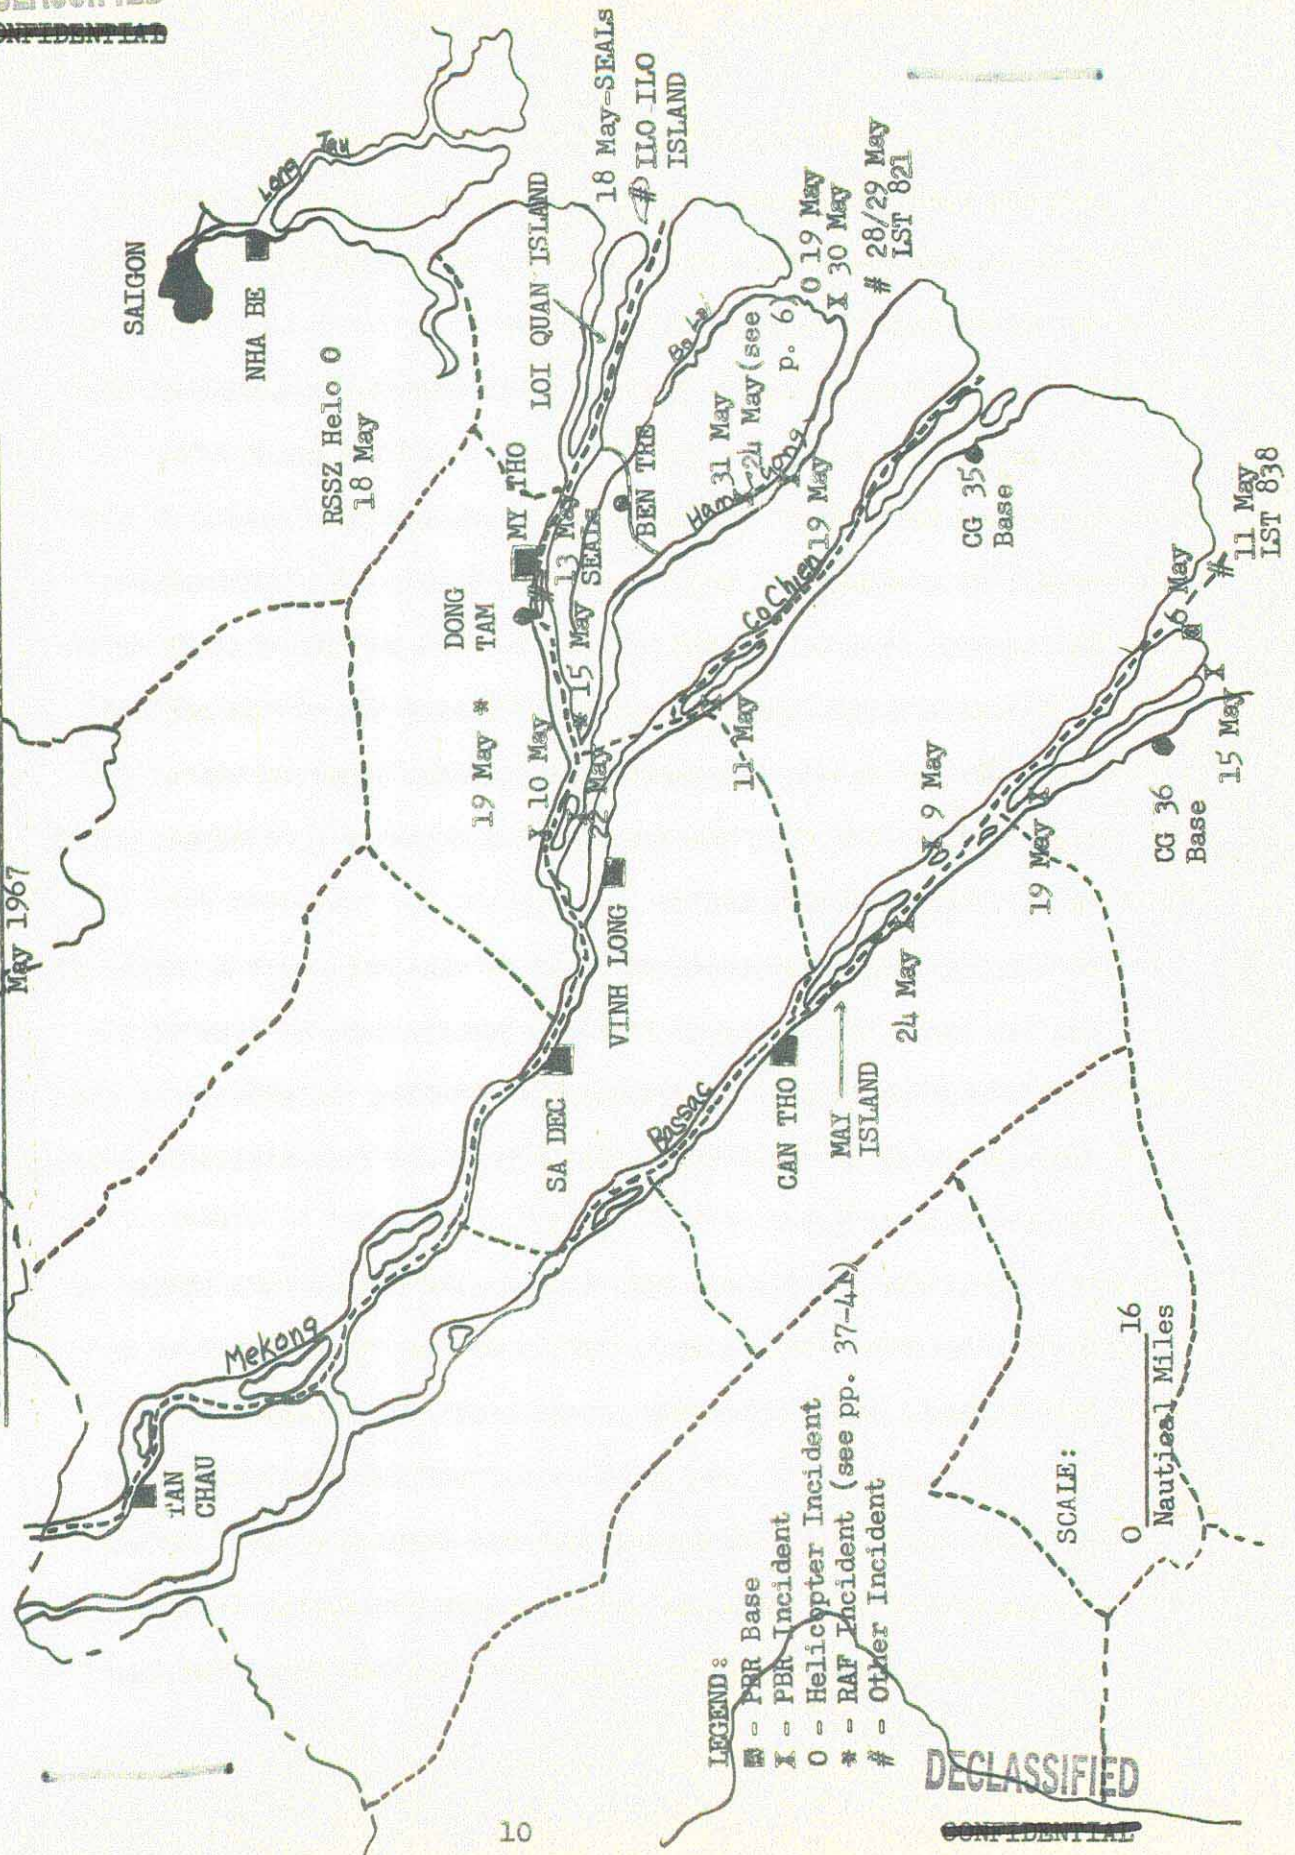 CONFIDENTIAL
May 1967
SAIGON
NHA BE
Long Tau
RSSZ Helo O
18 May
LOI QUAN ISLAND
18 May-SEALs
# ILO-ILO
ISLAND
MY THO
DONG
TAM
# 13 May
SEALs
BEN TRE
Ba Lai
Ham
Song
31 May
X-24 May (see
p. 6)
O 19 May
X 30 May
# 28/29 May
LST 821
19 May *
X 10 May
* 15 May
22 May
19 May
Co Chien
CG 35
Base
11 May
VINH LONG
SA DEC
Bassac
CAN THO
MAY
ISLAND
24 May X
X 9 May
19 May
CG 36
Base
15 May
X
6 May
#
11 May
LST 838
Mekong
TAN
CHAU
LEGEND:
■ - PBR Base
X - PBR Incident
O - Helicopter Incident
* - RAF Incident (see pp. 37-41)
# - Other Incident
SCALE:
0 16
Nautical Miles
10
DECLASSIFIED
CONFIDENTIAL